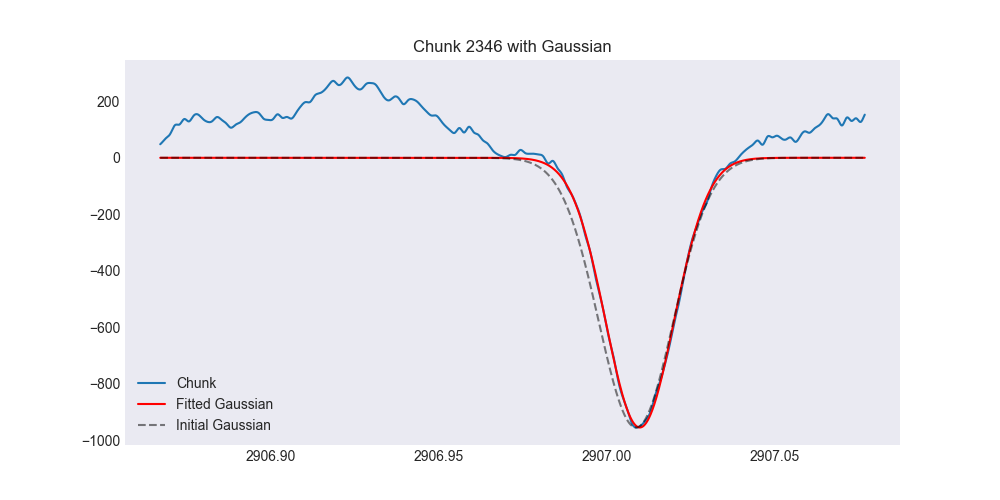 Chunk 2346 with Gaussian
200
0
−200
−400
−600
−800
−1000
Chunk
Fitted Gaussian
Initial Gaussian
2906.90
2906.95
2907.00
2907.05